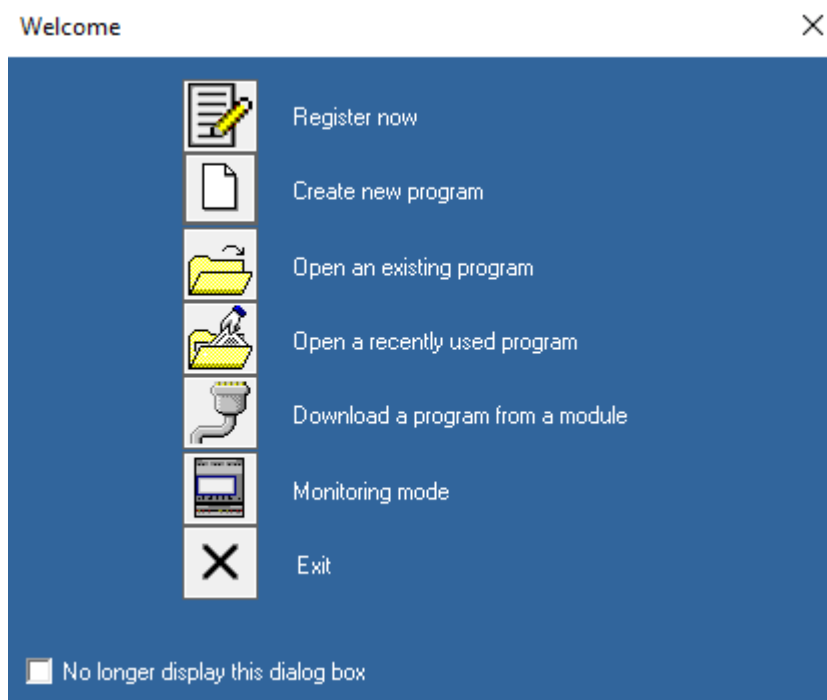 Welcome
Register now
Create new program
Open an existing program
Open a recently used program
Download a program from a module
Monitoring mode
Exit
No longer display this dialog box